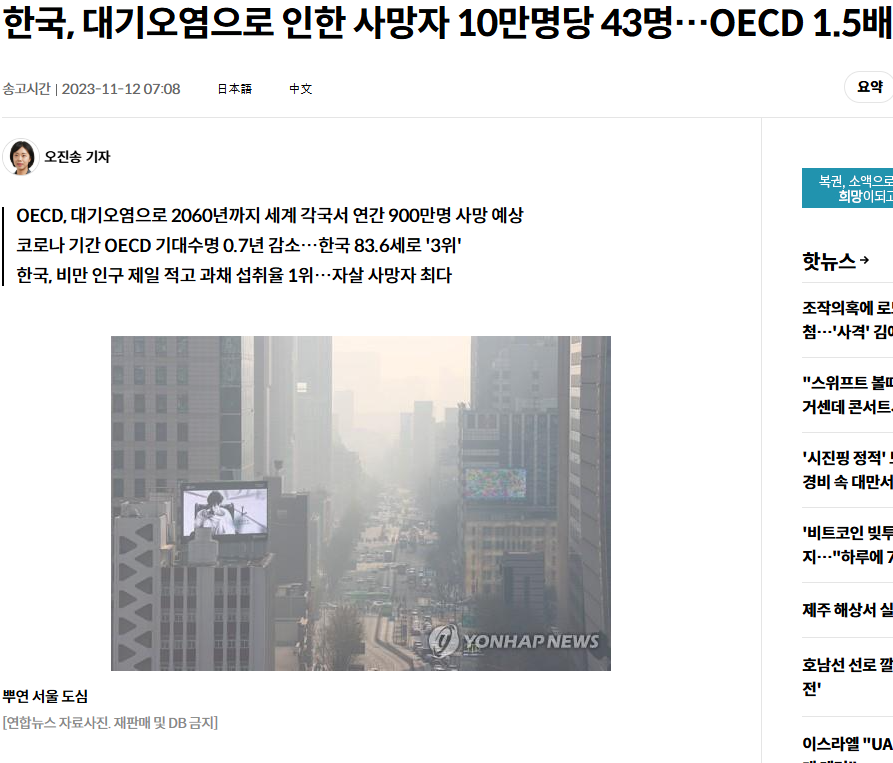 한국, 대기오염으로 인한 사망자 10만명당 43명…OECD 1.5배
송고시간 | 2023-11-12 07:08
日本語
中文
요약
오진송 기자
OECD, 대기오염으로 2060년까지 세계 각국서 연간 900만명 사망 예상
코로나 기간 OECD 기대수명 0.7년 감소…한국 83.6세로 '3위'
한국, 비만 인구 제일 적고 과채 섭취율 1위…자살 사망자 최다
YONHAP NEWS
뿌연 서울 도심
[연합뉴스 자료사진. 재판매 및 DB 금지]
복권, 소액으로
희망이되고
핫뉴스 →
조작의혹에
첨…'사격'
"스위프트
거센데 콘서트
'시진핑 정적'
경비 속 대만서
'비트코인 빚투
지…"하루에
제주 해상서
호남선 선로
전'
이스라엘 "UA